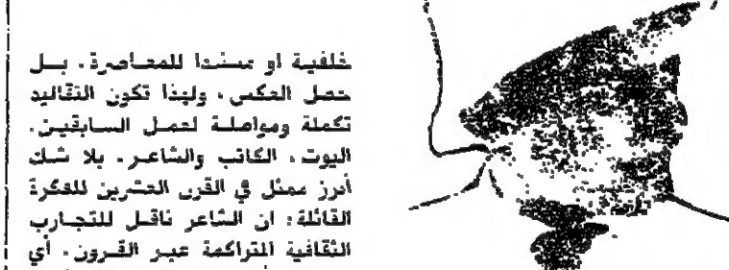 خلفية او مسندا للمعاصرة. بل
حصل العكس، ولهذا تكون التقاليد
تكملة ومواصلة لعمل السابقين.
اليوت، الكاتب والشاعر، بلا شك
أبرز ممثل في القرن العشرين للفكرة
القائلة: ان الشاعر ناقل للتجارب
الثقافية المتراكمة عبر القرون، أي